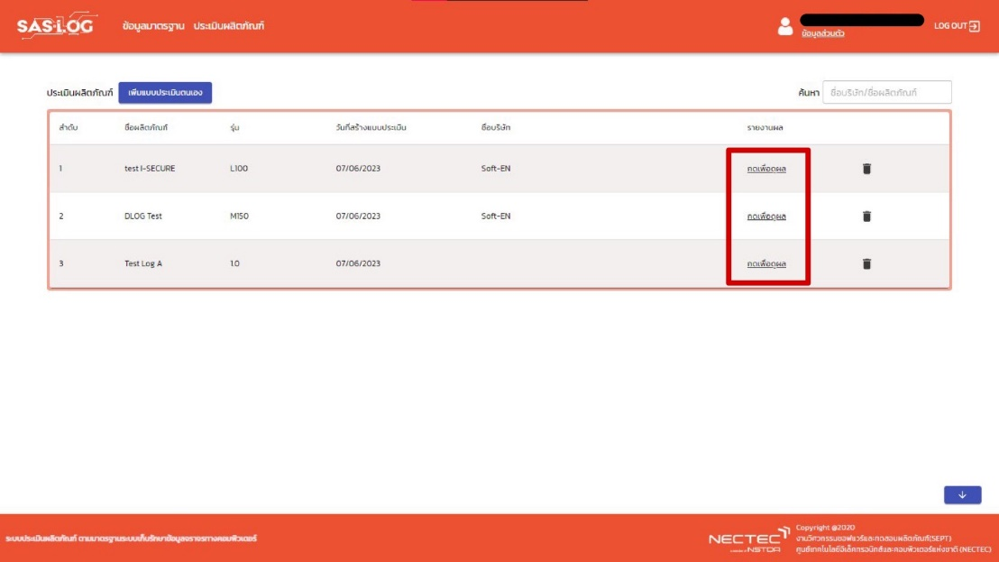 SAS-LOG ข้อมูลมาตรฐาน ประเมินผลิตภัณฑ์ LOG OUT
ข้อมูลส่วนตัว
ประเมินผลิตภัณฑ์ เพิ่มแบบประเมินตนเอง ค้นหา ชื่อบริษัท/ชื่อผลิตภัณฑ์
ลำดับ ชื่อผลิตภัณฑ์ รุ่น วันที่สร้างแบบประเมิน ชื่อบริษัท รายงานผล
1 test I-SECURE L100 07/06/2023 Soft-EN กดเพื่อดูผล
2 DLOG Test M150 07/06/2023 Soft-EN กดเพื่อดูผล
3 Test Log A 1.0 07/06/2023 กดเพื่อดูผล
ระบบประเมินผลิตภัณฑ์ ตามมาตรฐานระบบเก็บรักษาข้อมูลจราจรทางคอมพิวเตอร์
NECTEC
NSTDA
Copyright @2020
งานวิศวกรรมซอฟต์แวร์และทดสอบผลิตภัณฑ์(SEPT)
ศูนย์เทคโนโลยีอิเล็กทรอนิกส์และคอมพิวเตอร์แห่งชาติ (NECTEC)